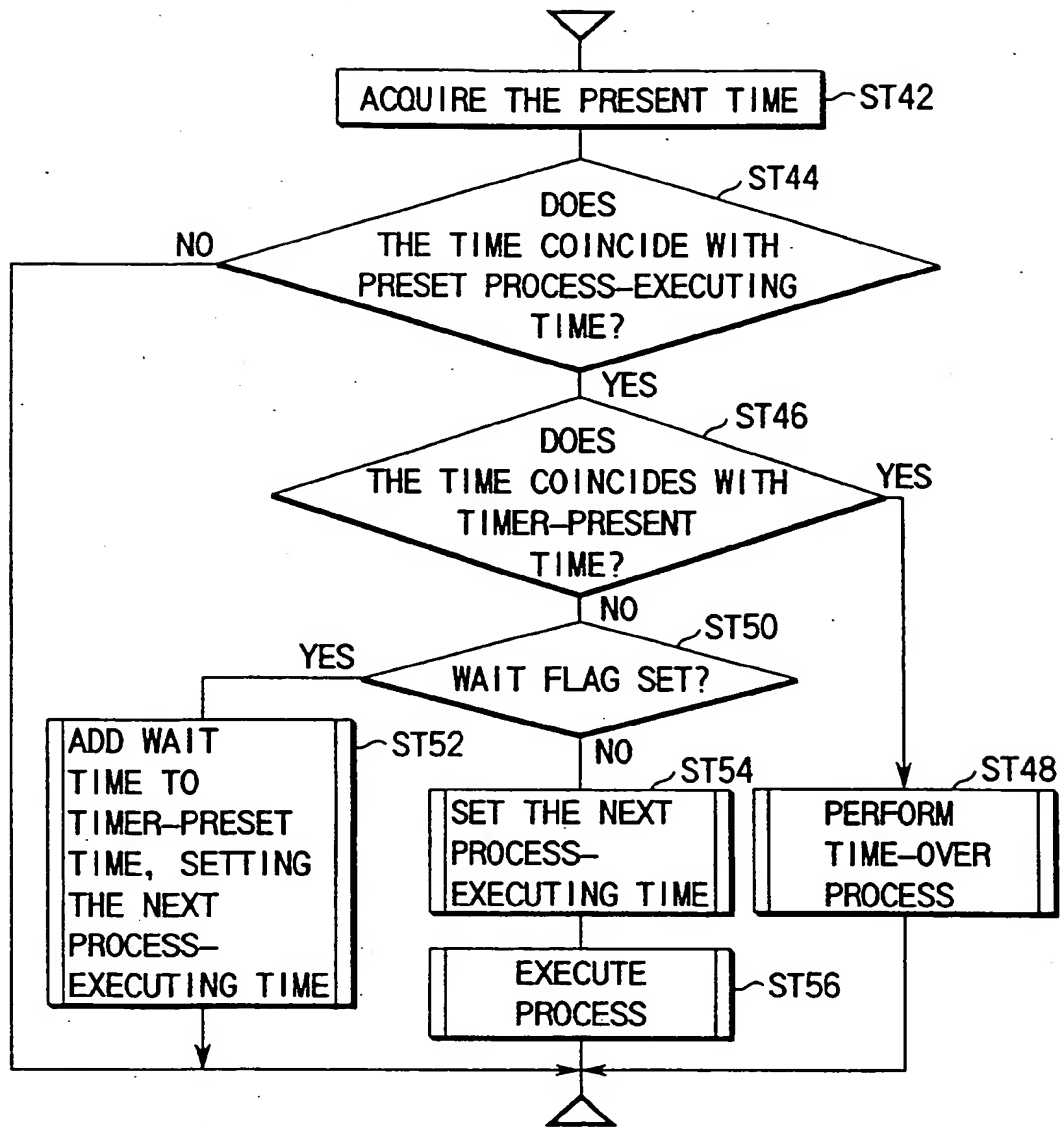 ACQUIRE THE PRESENT TIME
ST42
ST44
DOES
THE TIME COINCIDE WITH
PRESET PROCESS-EXECUTING
TIME?
NO
YES
ST46
DOES
THE TIME COINCIDES WITH
TIMER-PRESENT
TIME?
YES
NO
ST50
WAIT FLAG SET?
YES
NO
ST52
ADD WAIT
TIME TO
TIMER-PRESET
TIME, SETTING
THE NEXT
PROCESS-
EXECUTING TIME
ST54
SET THE NEXT
PROCESS-
EXECUTING TIME
ST48
PERFORM
TIME-OVER
PROCESS
EXECUTE
PROCESS
ST56